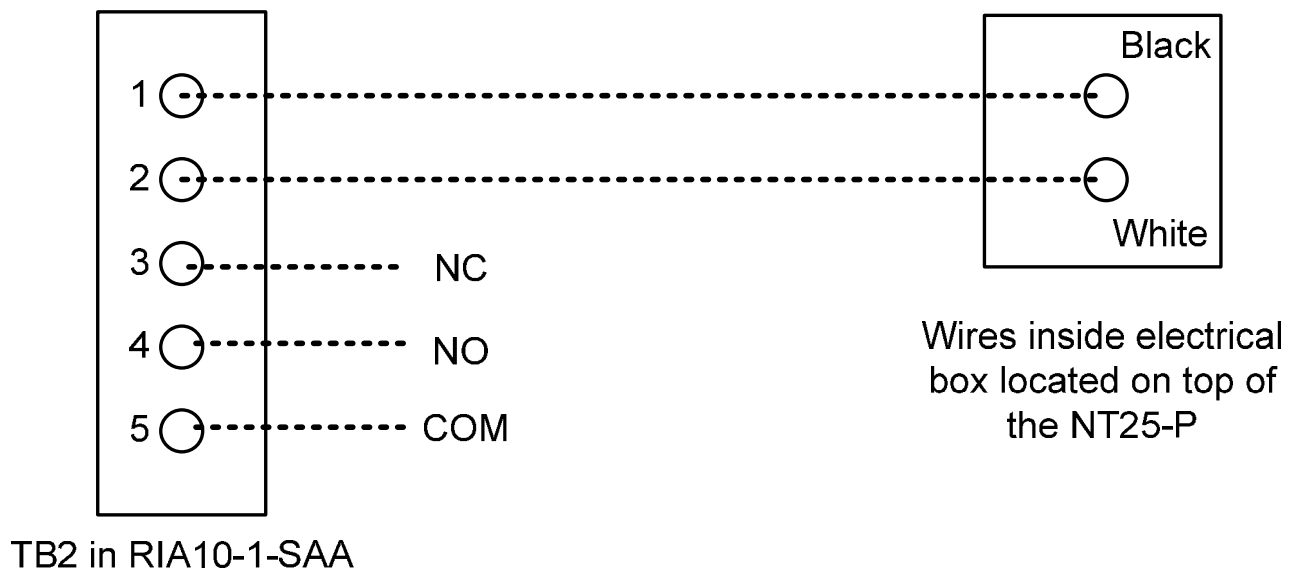 Black
1
2
White
3 NC
4 NO
5 COM
Wires inside electrical
box located on top of
the NT25-P
TB2 in RIA10-1-SAA